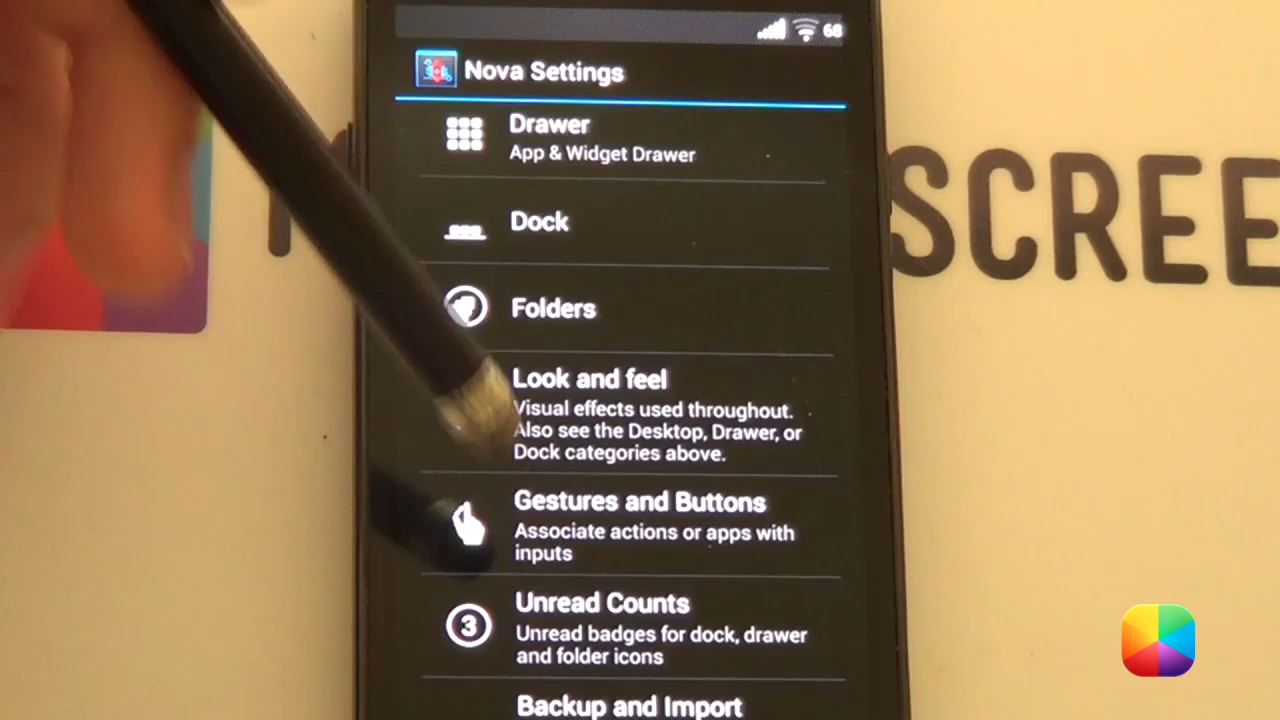 68
Nova Settings
Drawer
App & Widget Drawer
Dock
Folders
Look and feel
Visual effects used throughout.
Also see the Desktop, Drawer, or
Dock categories above.
Gestures and Buttons
Associate actions or apps with
inputs
3
Unread Counts
Unread badges for dock, drawer
and folder icons
Backup and Import
SCREE